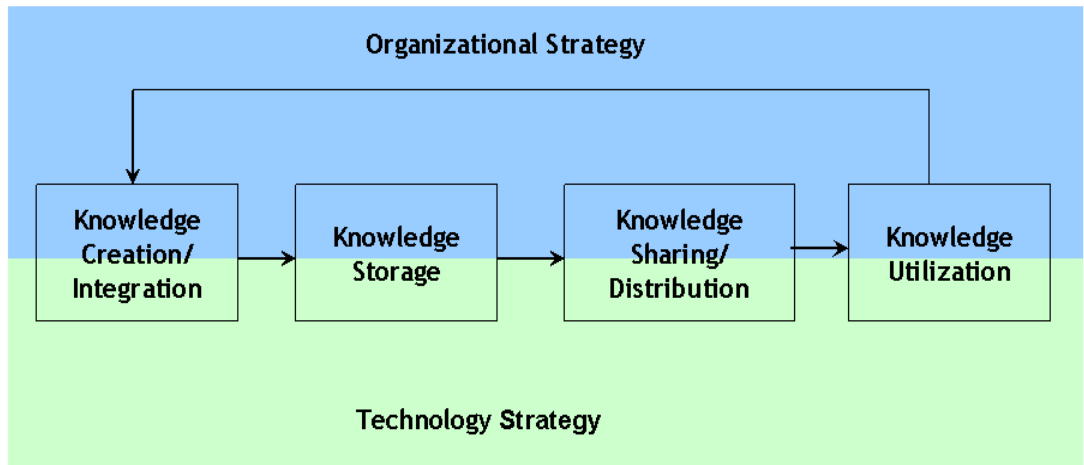 Organizational Strategy
Knowledge
Creation/
Integration
Knowledge
Storage
Knowledge
Sharing/
Distribution
Knowledge
Utilization
Technology Strategy